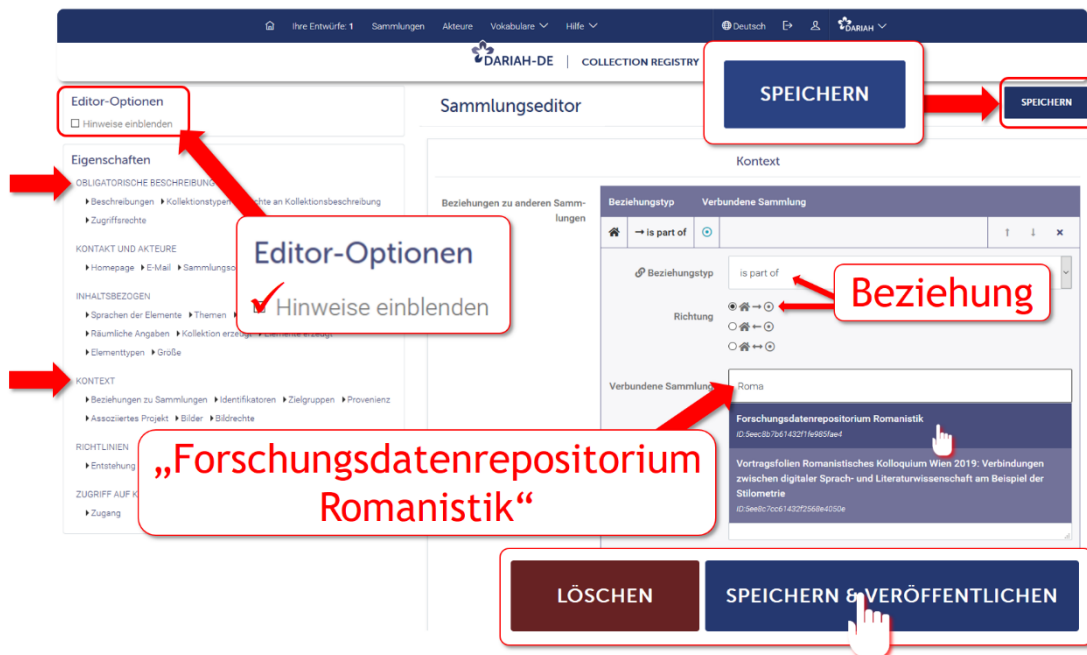 Ihre Entwürfe: 1 Sammlungen Akteure Vokabulare Hilfe Deutsch DARIAH
DARIAH-DE | COLLECTION REGISTRY
SPEICHERN
SPEICHERN
Editor-Optionen
Hinweise einblenden
Sammlungseditor
Eigenschaften
OBLIGATORISCHE BESCHREIBUNG
Beschreibungen Kollektionstypen an Kollektionsbeschreibung
Zugriffsrechte
KONTAKT UND AKTEURE
Homepage E-Mail
INHALTSBEZOGEN
Sprachen der Elemente Themen
Räumliche Angaben Kollektion erzeugt Elemente erzeugt
Elementtypen Größe
KONTEXT
Beziehungen zu Sammlungen Identifikatoren Zielgruppen Provenienz
Assoziiertes Projekt Bilder Bildrechte
RICHTLINIEN
Entstehung
ZUGRIFF AUF
Zugang
Editor-Optionen
Hinweise einblenden
Kontext
Beziehungen zu anderen Samm-
lungen
Beziehungstyp Verbundene Sammlung
→ is part of
Beziehungstyp is part of
Richtung
Beziehung
Verbundene Sammlung Roma
Forschungsdatenrepositorium Romanistik
ID:5eec8b7b61432f1fe985fae4
Vortragsfolien Romanistisches Kolloquium Wien 2019: Verbindungen
zwischen digitaler Sprach- und Literaturwissenschaft am Beispiel der
Stilometrie
ID:5ee8c7cc61432f2568e4050e
„Forschungsdatenrepositorium
Romanistik“
LÖSCHEN
SPEICHERN & VERÖFFENTLICHEN